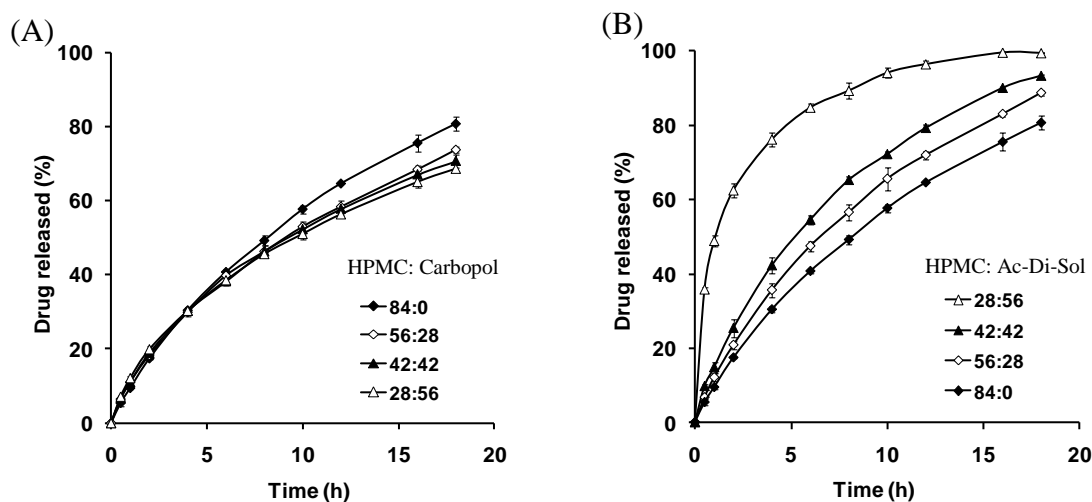 (A)
100
80
60
40
20
0
Drug released (%)
0 5 10 15 20
Time (h)
HPMC: Carbopol
84:0
56:28
42:42
28:56
(B)
100
80
60
40
20
0
Drug released (%)
0 5 10 15 20
Time (h)
HPMC: Ac-Di-Sol
28:56
42:42
56:28
84:0